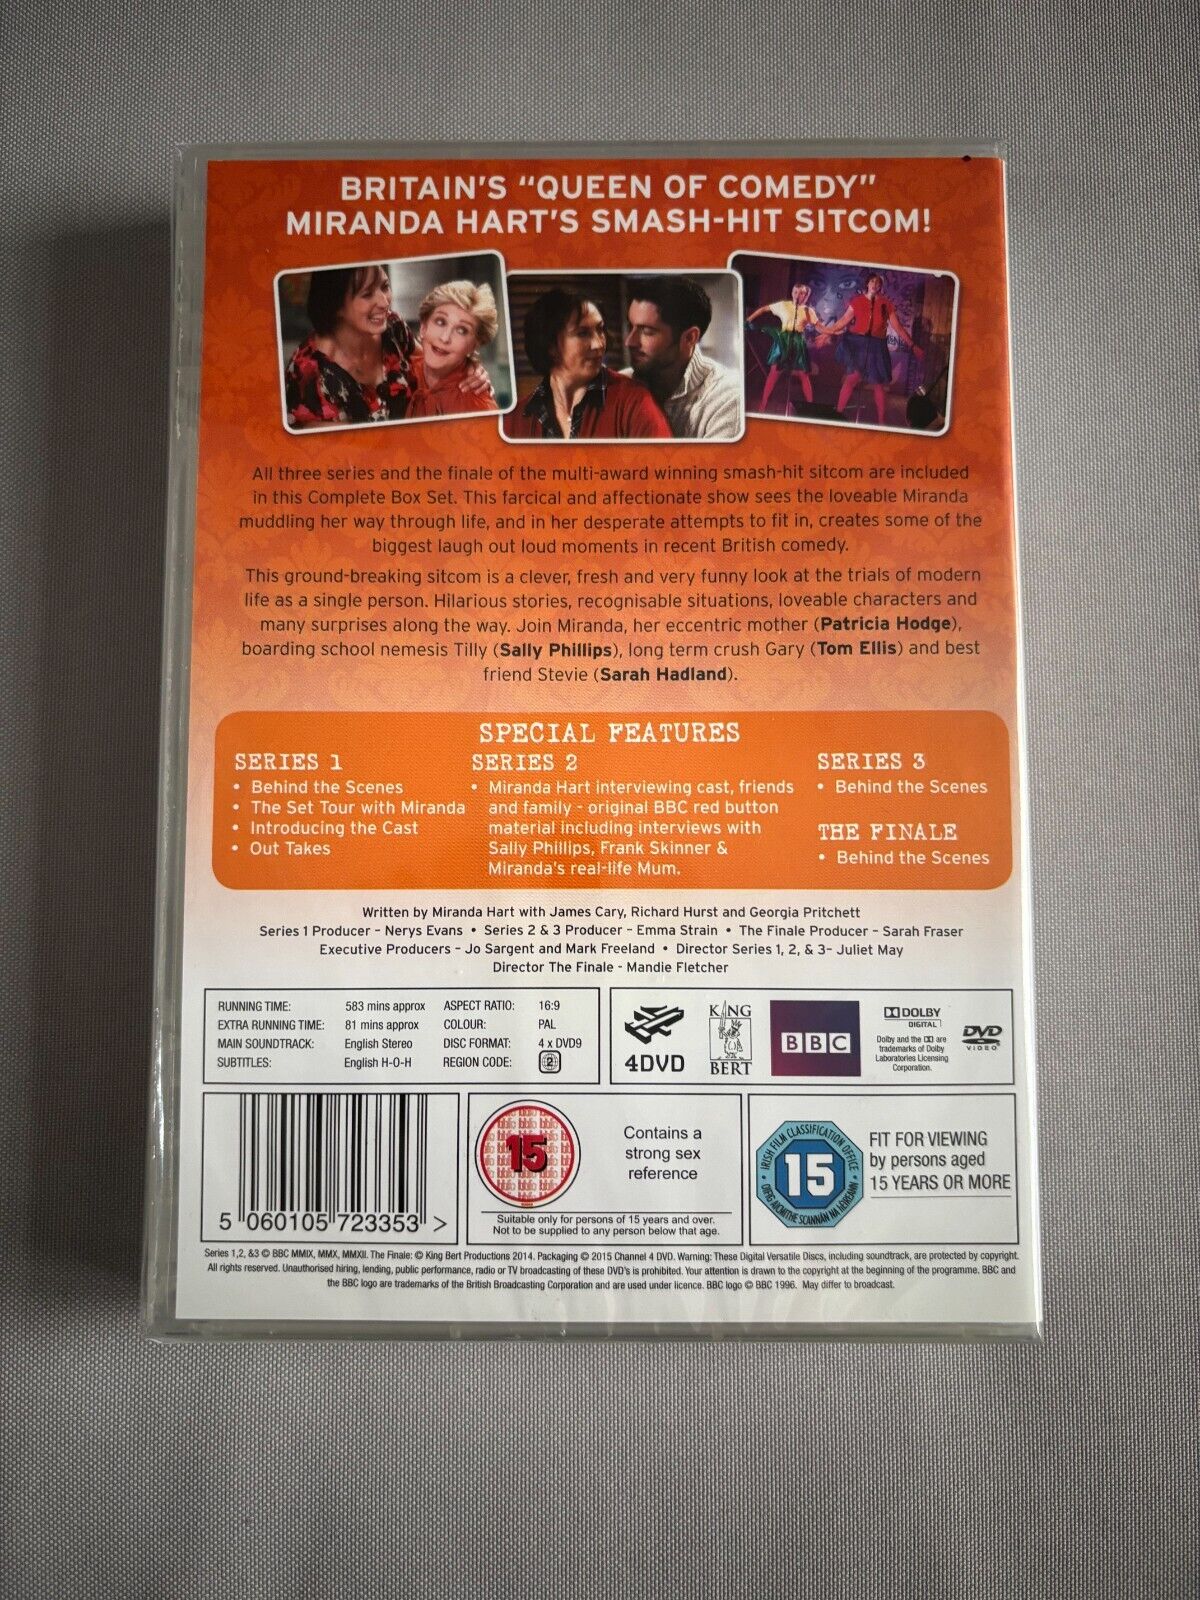 BRITAIN'S "QUEEN OF COMEDY"
MIRANDA HART'S SMASH-HIT SITCOM!
All three series and the finale of the multi-award winning smash-hit sitcom are included
in this Complete Box Set. This farcical and affectionate show sees the loveable Miranda
muddling her way through life, and in her desperate attempts to fit in, creates some of the
biggest laugh out loud moments in recent British comedy.
This ground-breaking sitcom is a clever, fresh and very funny look at the trials of modern
life as a single person. Hilarious stories, recognisable situations, loveable characters and
many surprises along the way. Join Miranda, her eccentric mother (Patricia Hodge),
boarding school nemesis Tilly (Sally Phillips), long term crush Gary (Tom Ellis) and best
friend Stevie (Sarah Hadland).
SPECIAL FEATURES
SERIES 1
• Behind the Scenes
• The Set Tour with Miranda
• Introducing the Cast
• Out Takes
SERIES 2
• Miranda Hart interviewing cast, friends
and family - original BBC red button
material including interviews with
Sally Phillips, Frank Skinner &
Miranda's real-life Mum.
SERIES 3
• Behind the Scenes
THE FINALE
• Behind the Scenes
Written by Miranda Hart with James Cary, Richard Hurst and Georgia Pritchett
Series 1 Producer – Nerys Evans • Series 2 & 3 Producer – Emma Strain • The Finale Producer – Sarah Fraser
Executive Producers – Jo Sargent and Mark Freeland • Director Series 1, 2, & 3– Juliet May
Director The Finale - Mandie Fletcher
RUNNING TIME: 583 mins approx ASPECT RATIO: 16:9
EXTRA RUNNING TIME: 81 mins approx COLOUR: PAL
MAIN SOUNDTRACK: English Stereo DISC FORMAT: 4 x DVD9
SUBTITLES: English H-O-H REGION CODE: 2
4DVD
KING
BERT
BBC
DOLBY
DIGITAL
Dolby and the DD are
trademarks of Dolby
Laboratories Licensing
Corporation.
DVD
VIDEO
5 060105 723353 >
bbfc
15
Contains a
strong sex
reference
Suitable only for persons of 15 years and over.
Not to be supplied to any person below that age.
IRISH FILM CLASSIFICATION OFFICE
15
OIFIG AICMITHE SCANNÁN NA hÉIREANN
FIT FOR VIEWING
by persons aged
15 YEARS OR MORE
Series 1,2, &3 © BBC MMIX, MMX, MMXII. The Finale: © King Bert Productions 2014. Packaging © 2015 Channel 4 DVD. Warning: These Digital Versatile Discs, including soundtrack, are protected by copyright.
All rights reserved. Unauthorised hiring, lending, public performance, radio or TV broadcasting of these DVD's is prohibited. Your attention is drawn to the copyright at the beginning of the programme. BBC and
the BBC logo are trademarks of the British Broadcasting Corporation and are used under licence. BBC logo © BBC 1996. May differ to broadcast.